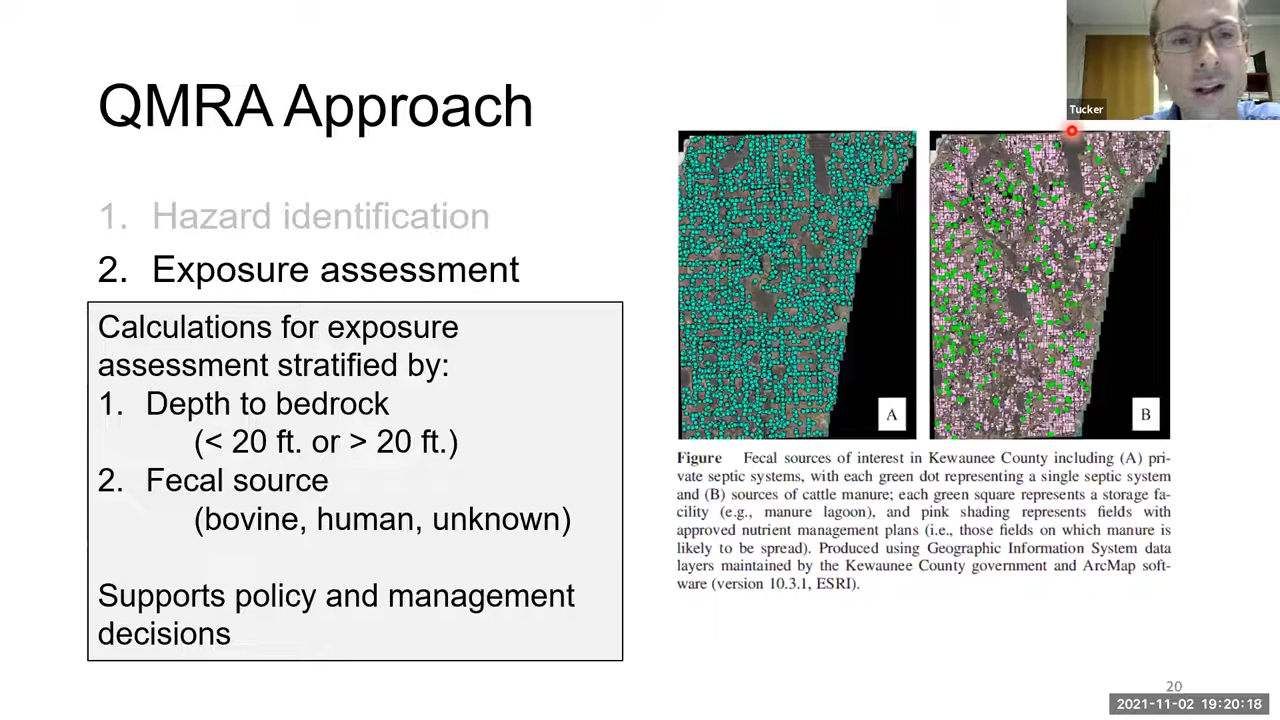 QMRA Approach
Tucker
1. Hazard identification
2. Exposure assessment
Calculations for exposure
assessment stratified by:
1. Depth to bedrock
(< 20 ft. or > 20 ft.)
2. Fecal source
(bovine, human, unknown)
Supports policy and management
decisions
A
B
Figure Fecal sources of interest in Kewaunee County including (A) pri-
vate septic systems, with each green dot representing a single septic system
and (B) sources of cattle manure; each green square represents a storage fa-
cility (e.g., manure lagoon), and pink shading represents fields with
approved nutrient management plans (i.e., those fields on which manure is
likely to be spread). Produced using Geographic Information System data
layers maintained by the Kewaunee County government and ArcMap soft-
ware (version 10.3.1, ESRI).
20
2021-11-02 19:20:18